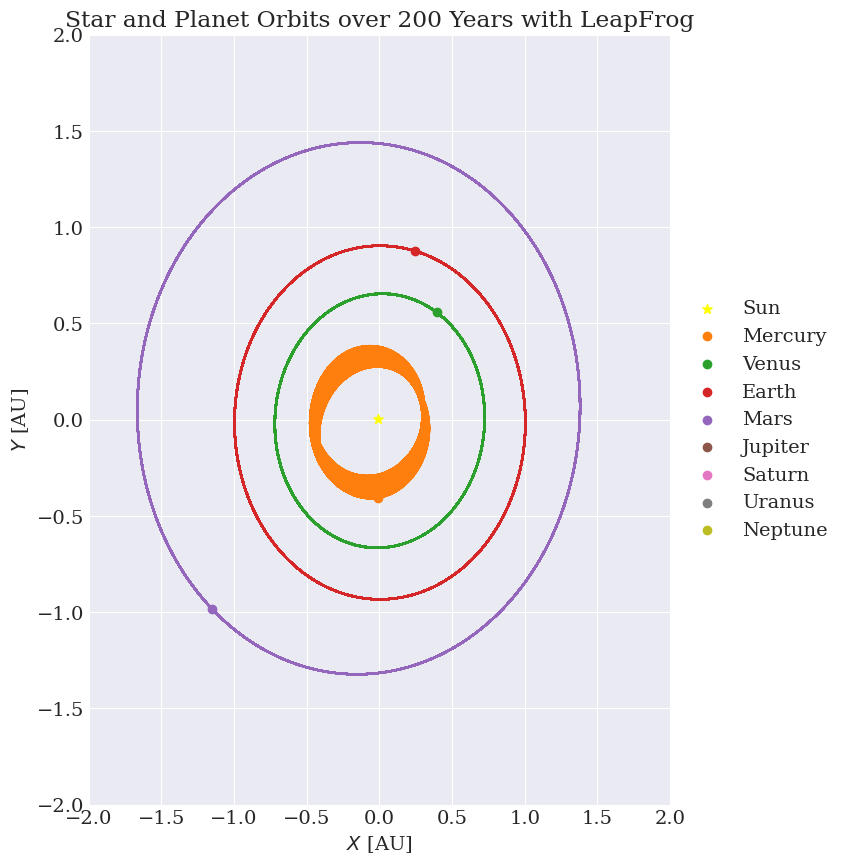 Star and Planet Orbits over 200 Years with LeapFrog
2.0
1.5
1.0
0.5
0.0
−0.5
−1.0
−1.5
−2.0
Y [AU]
−2.0 −1.5 −1.0 −0.5 0.0 0.5 1.0 1.5 2.0
X [AU]
Sun
Mercury
Venus
Earth
Mars
Jupiter
Saturn
Uranus
Neptune